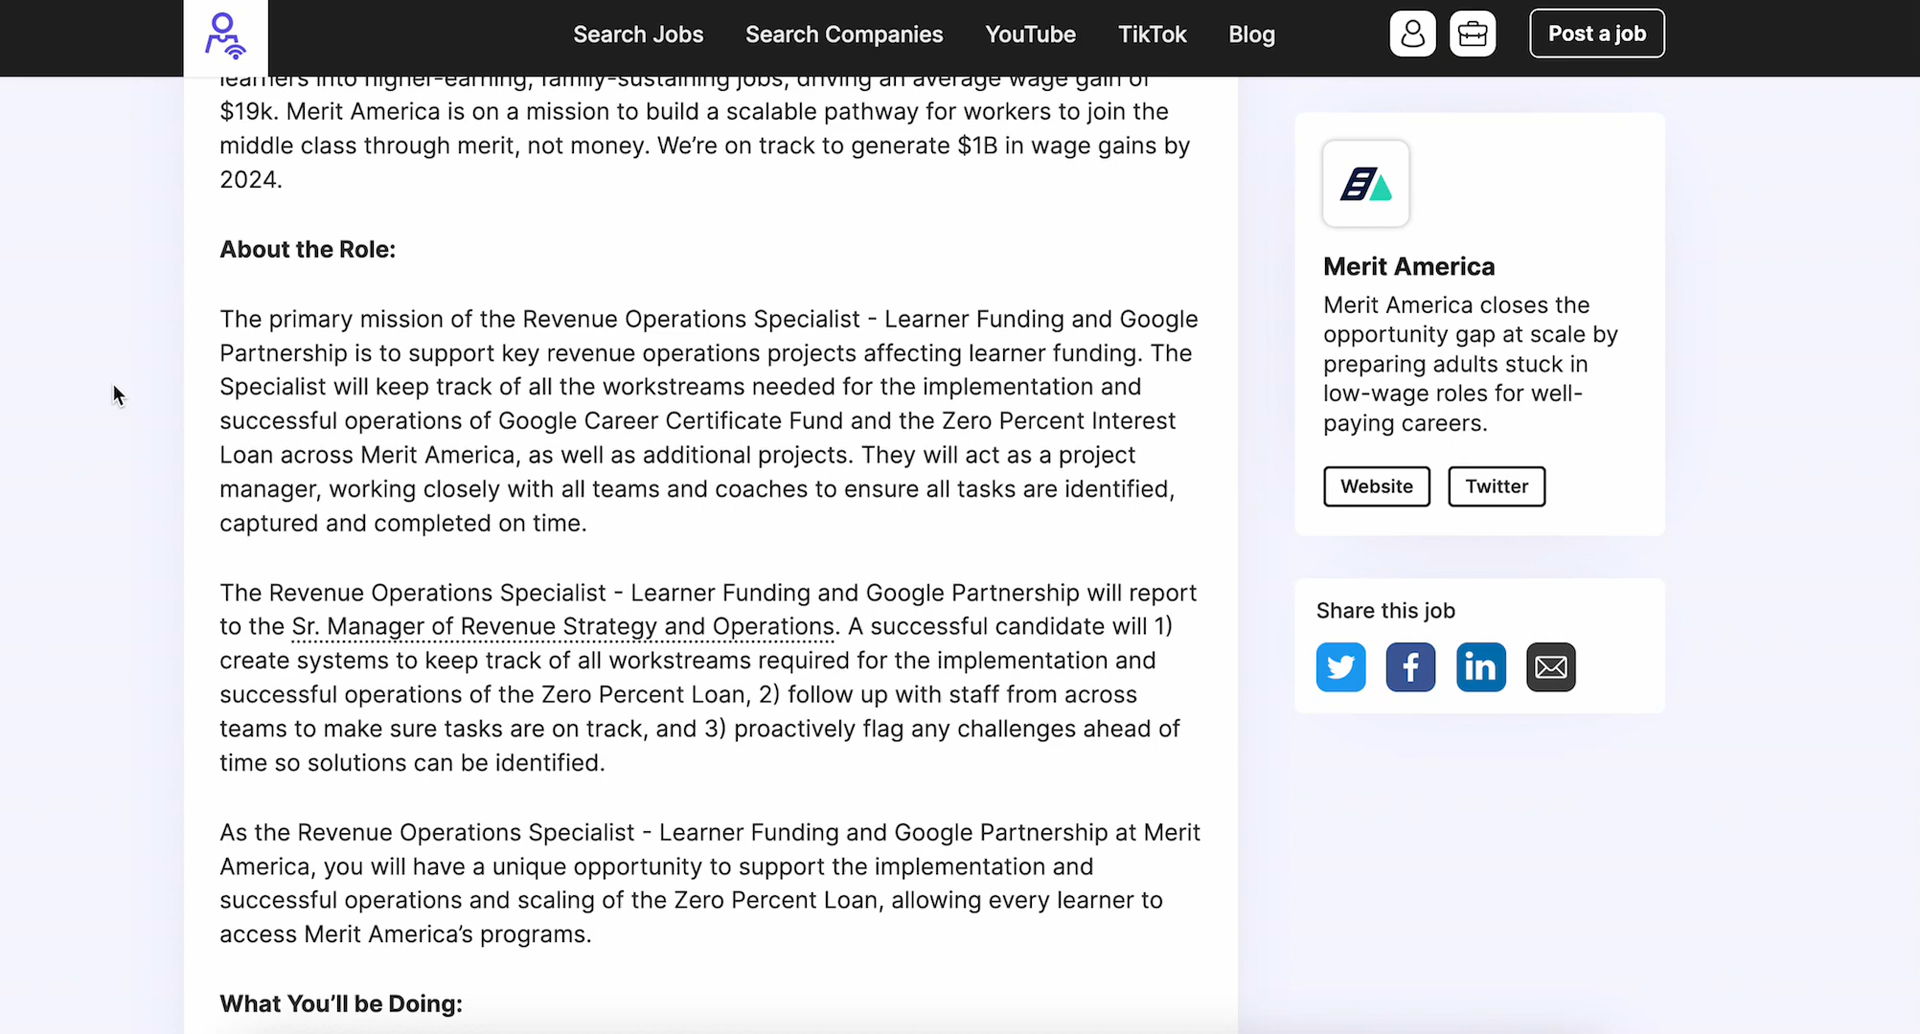 Search Jobs
Search Companies
YouTube
TikTok
Blog
Post a job
learners into higher-earning, family-sustaining jobs, driving an average wage gain of
$19k. Merit America is on a mission to build a scalable pathway for workers to join the
middle class through merit, not money. We’re on track to generate $1B in wage gains by
2024.
About the Role:
The primary mission of the Revenue Operations Specialist - Learner Funding and Google
Partnership is to support key revenue operations projects affecting learner funding. The
Specialist will keep track of all the workstreams needed for the implementation and
successful operations of Google Career Certificate Fund and the Zero Percent Interest
Loan across Merit America, as well as additional projects. They will act as a project
manager, working closely with all teams and coaches to ensure all tasks are identified,
captured and completed on time.
The Revenue Operations Specialist - Learner Funding and Google Partnership will report
to the Sr. Manager of Revenue Strategy and Operations. A successful candidate will 1)
create systems to keep track of all workstreams required for the implementation and
successful operations of the Zero Percent Loan, 2) follow up with staff from across
teams to make sure tasks are on track, and 3) proactively flag any challenges ahead of
time so solutions can be identified.
As the Revenue Operations Specialist - Learner Funding and Google Partnership at Merit
America, you will have a unique opportunity to support the implementation and
successful operations and scaling of the Zero Percent Loan, allowing every learner to
access Merit America’s programs.
What You’ll be Doing:
Merit America
Merit America closes the
opportunity gap at scale by
preparing adults stuck in
low-wage roles for well-
paying careers.
Website
Twitter
Share this job